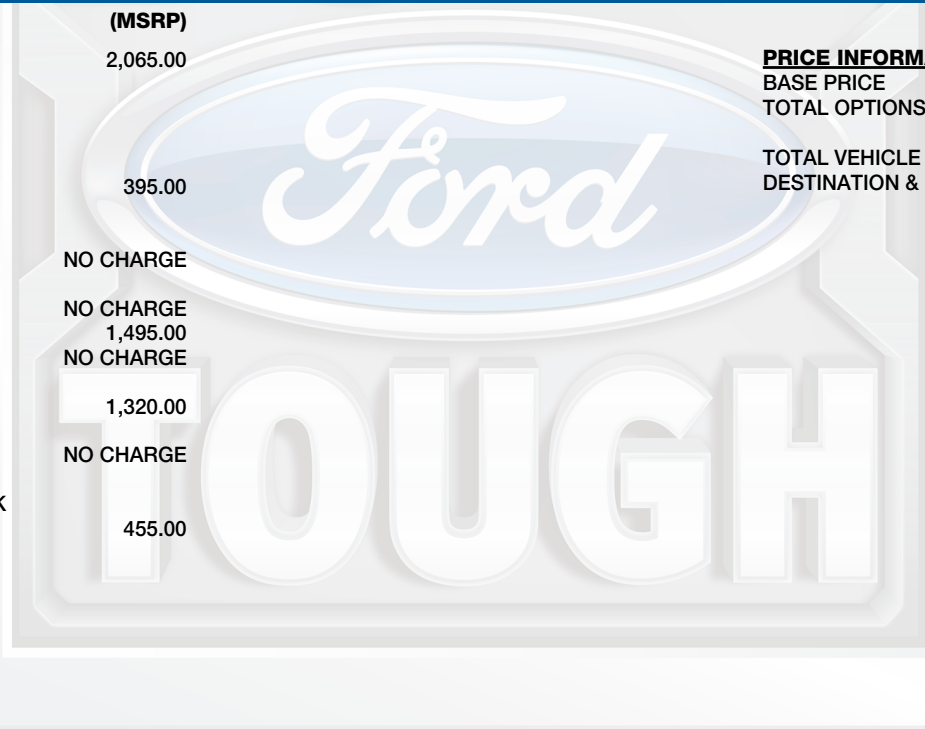 (MSRP)
2,065.00
395.00
NO CHARGE
NO CHARGE
1,495.00
NO CHARGE
1,320.00
NO CHARGE
K
455.00
PRICE INFORMA
BASE PRICE
TOTAL OPTIONS
TOTAL VEHICLE
DESTINATION &
Ford
TOUGH